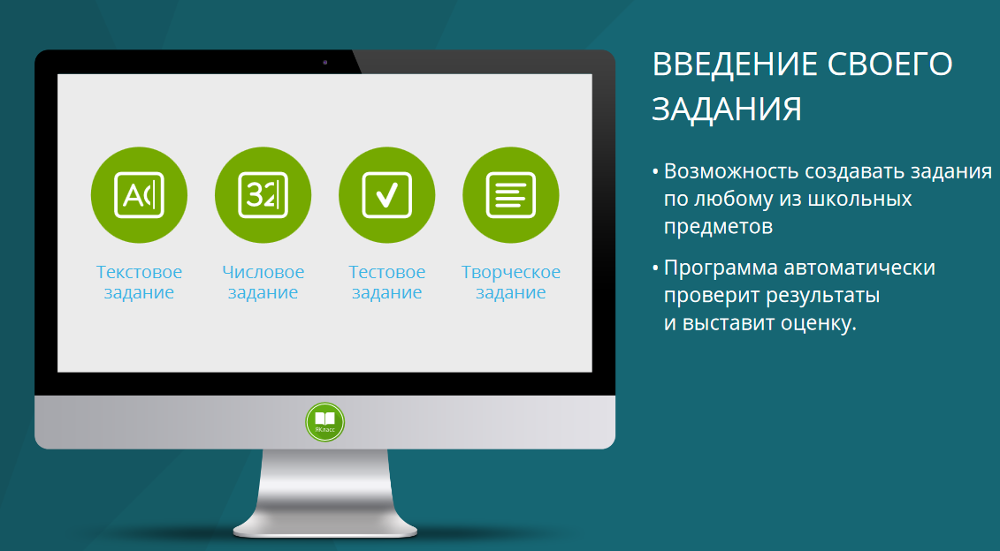 ВВЕДЕНИЕ СВОЕГО
ЗАДАНИЯ
• Возможность создавать задания
по любому из школьных
предметов
• Программа автоматически
проверит результаты
и выставит оценку.
32
Текстовое
задание
Числовое
задание
Тестовое
задание
Творческое
задание
ЯКласс